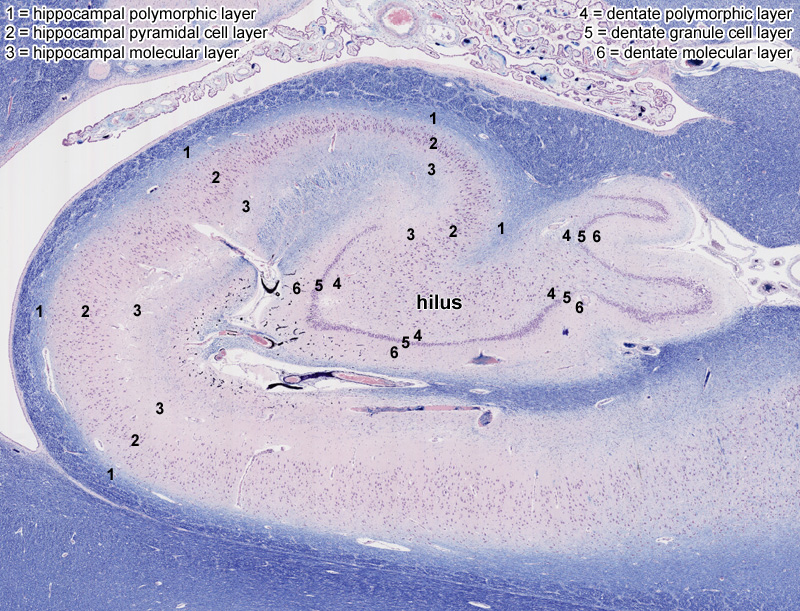 1 = hippocampal polymorphic layer
2 = hippocampal pyramidal cell layer
3 = hippocampal molecular layer
4 = dentate polymorphic layer
5 = dentate granule cell layer
6 = dentate molecular layer
1
2
3
1
2
3
3 2 1
4 5 6
6 5 4
hilus
4 5 6
1 2 3
4
5
6
3
2
1